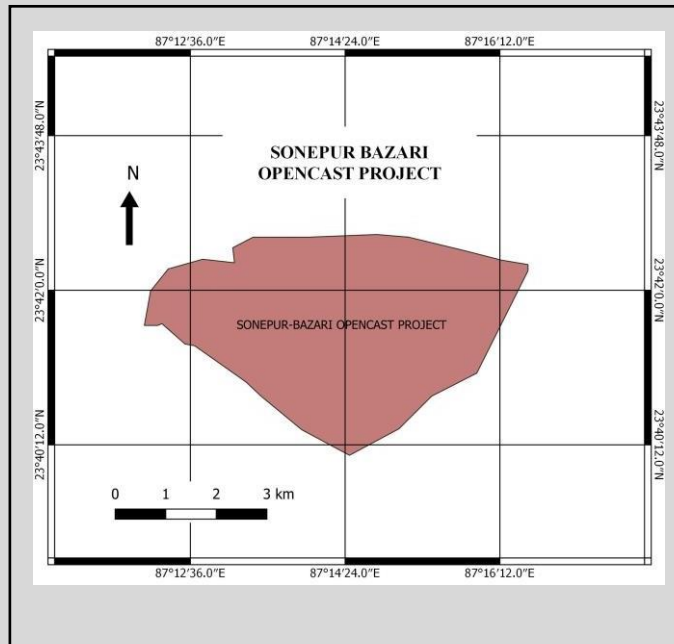 87°12′36.0″E 87°14′24.0″E 87°16′12.0″E
23°43′48.0″N
23°43′48.0″N
SONEPUR BAZARI
OPENCAST PROJECT
N
23°42′0.0″N
23°42′0.0″N
SONEPUR-BAZARI OPENCAST PROJECT
23°40′12.0″N
23°40′12.0″N
0 1 2 3 km
87°12′36.0″E 87°14′24.0″E 87°16′12.0″E